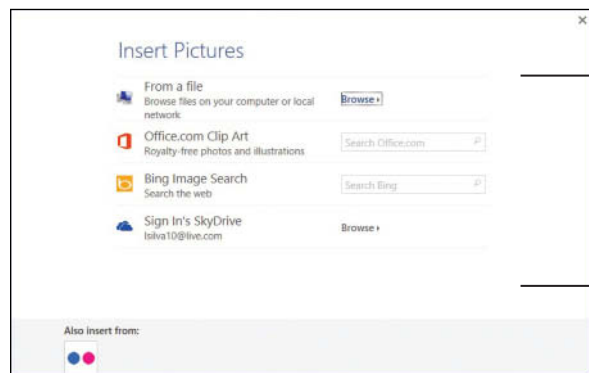 Insert Pictures
From a file
Browse files on your computer or local
network
Browse
Office.com Clip Art
Royalty-free photos and illustrations
Search Office.com
Bing Image Search
Search the web
Search Bing
Sign In's SkyDrive
lsilva10@live.com
Browse
Also insert from: